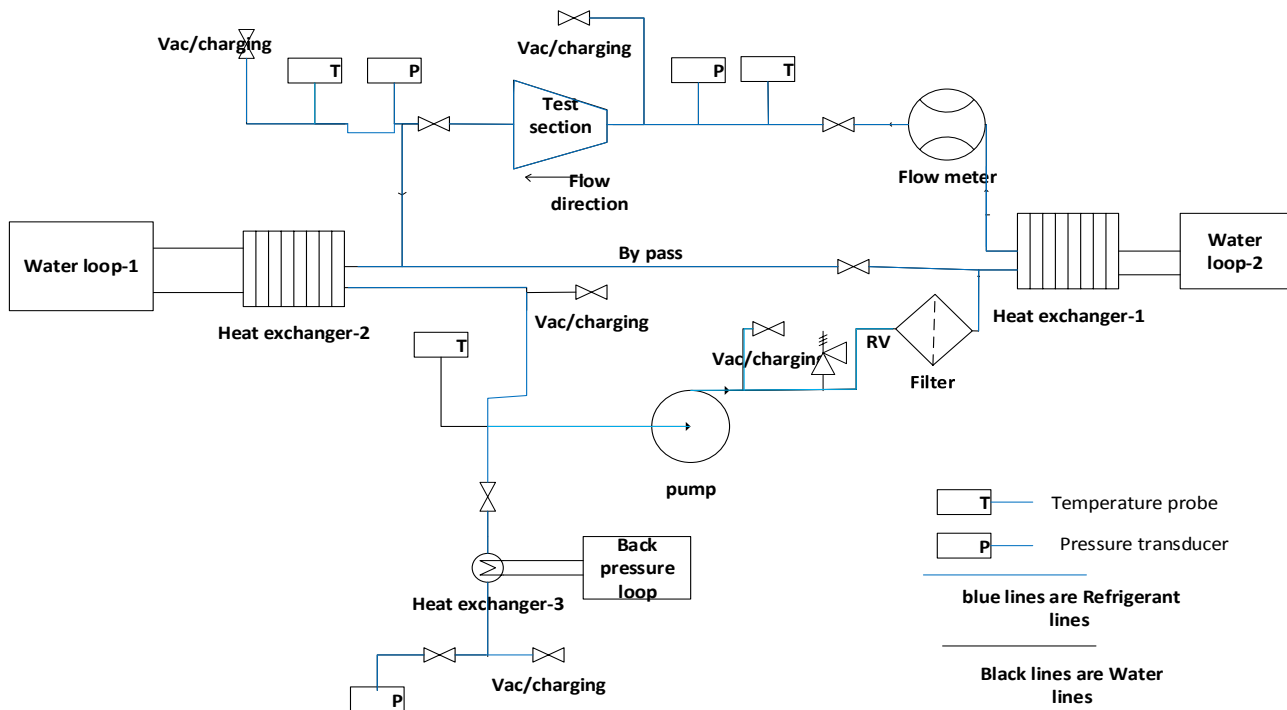 Vac/charging
Vac/charging
T
P
P
T
Test
section
Flow meter
Flow
direction
Water loop-1
By pass
Water
loop-2
Heat exchanger-2
Vac/charging
Heat exchanger-1
T
Vac/charging
RV
Filter
pump
T
Temperature probe
P
Pressure transducer
Back
pressure
loop
Heat exchanger-3
blue lines are Refrigerant
lines
Vac/charging
P
Black lines are Water
lines